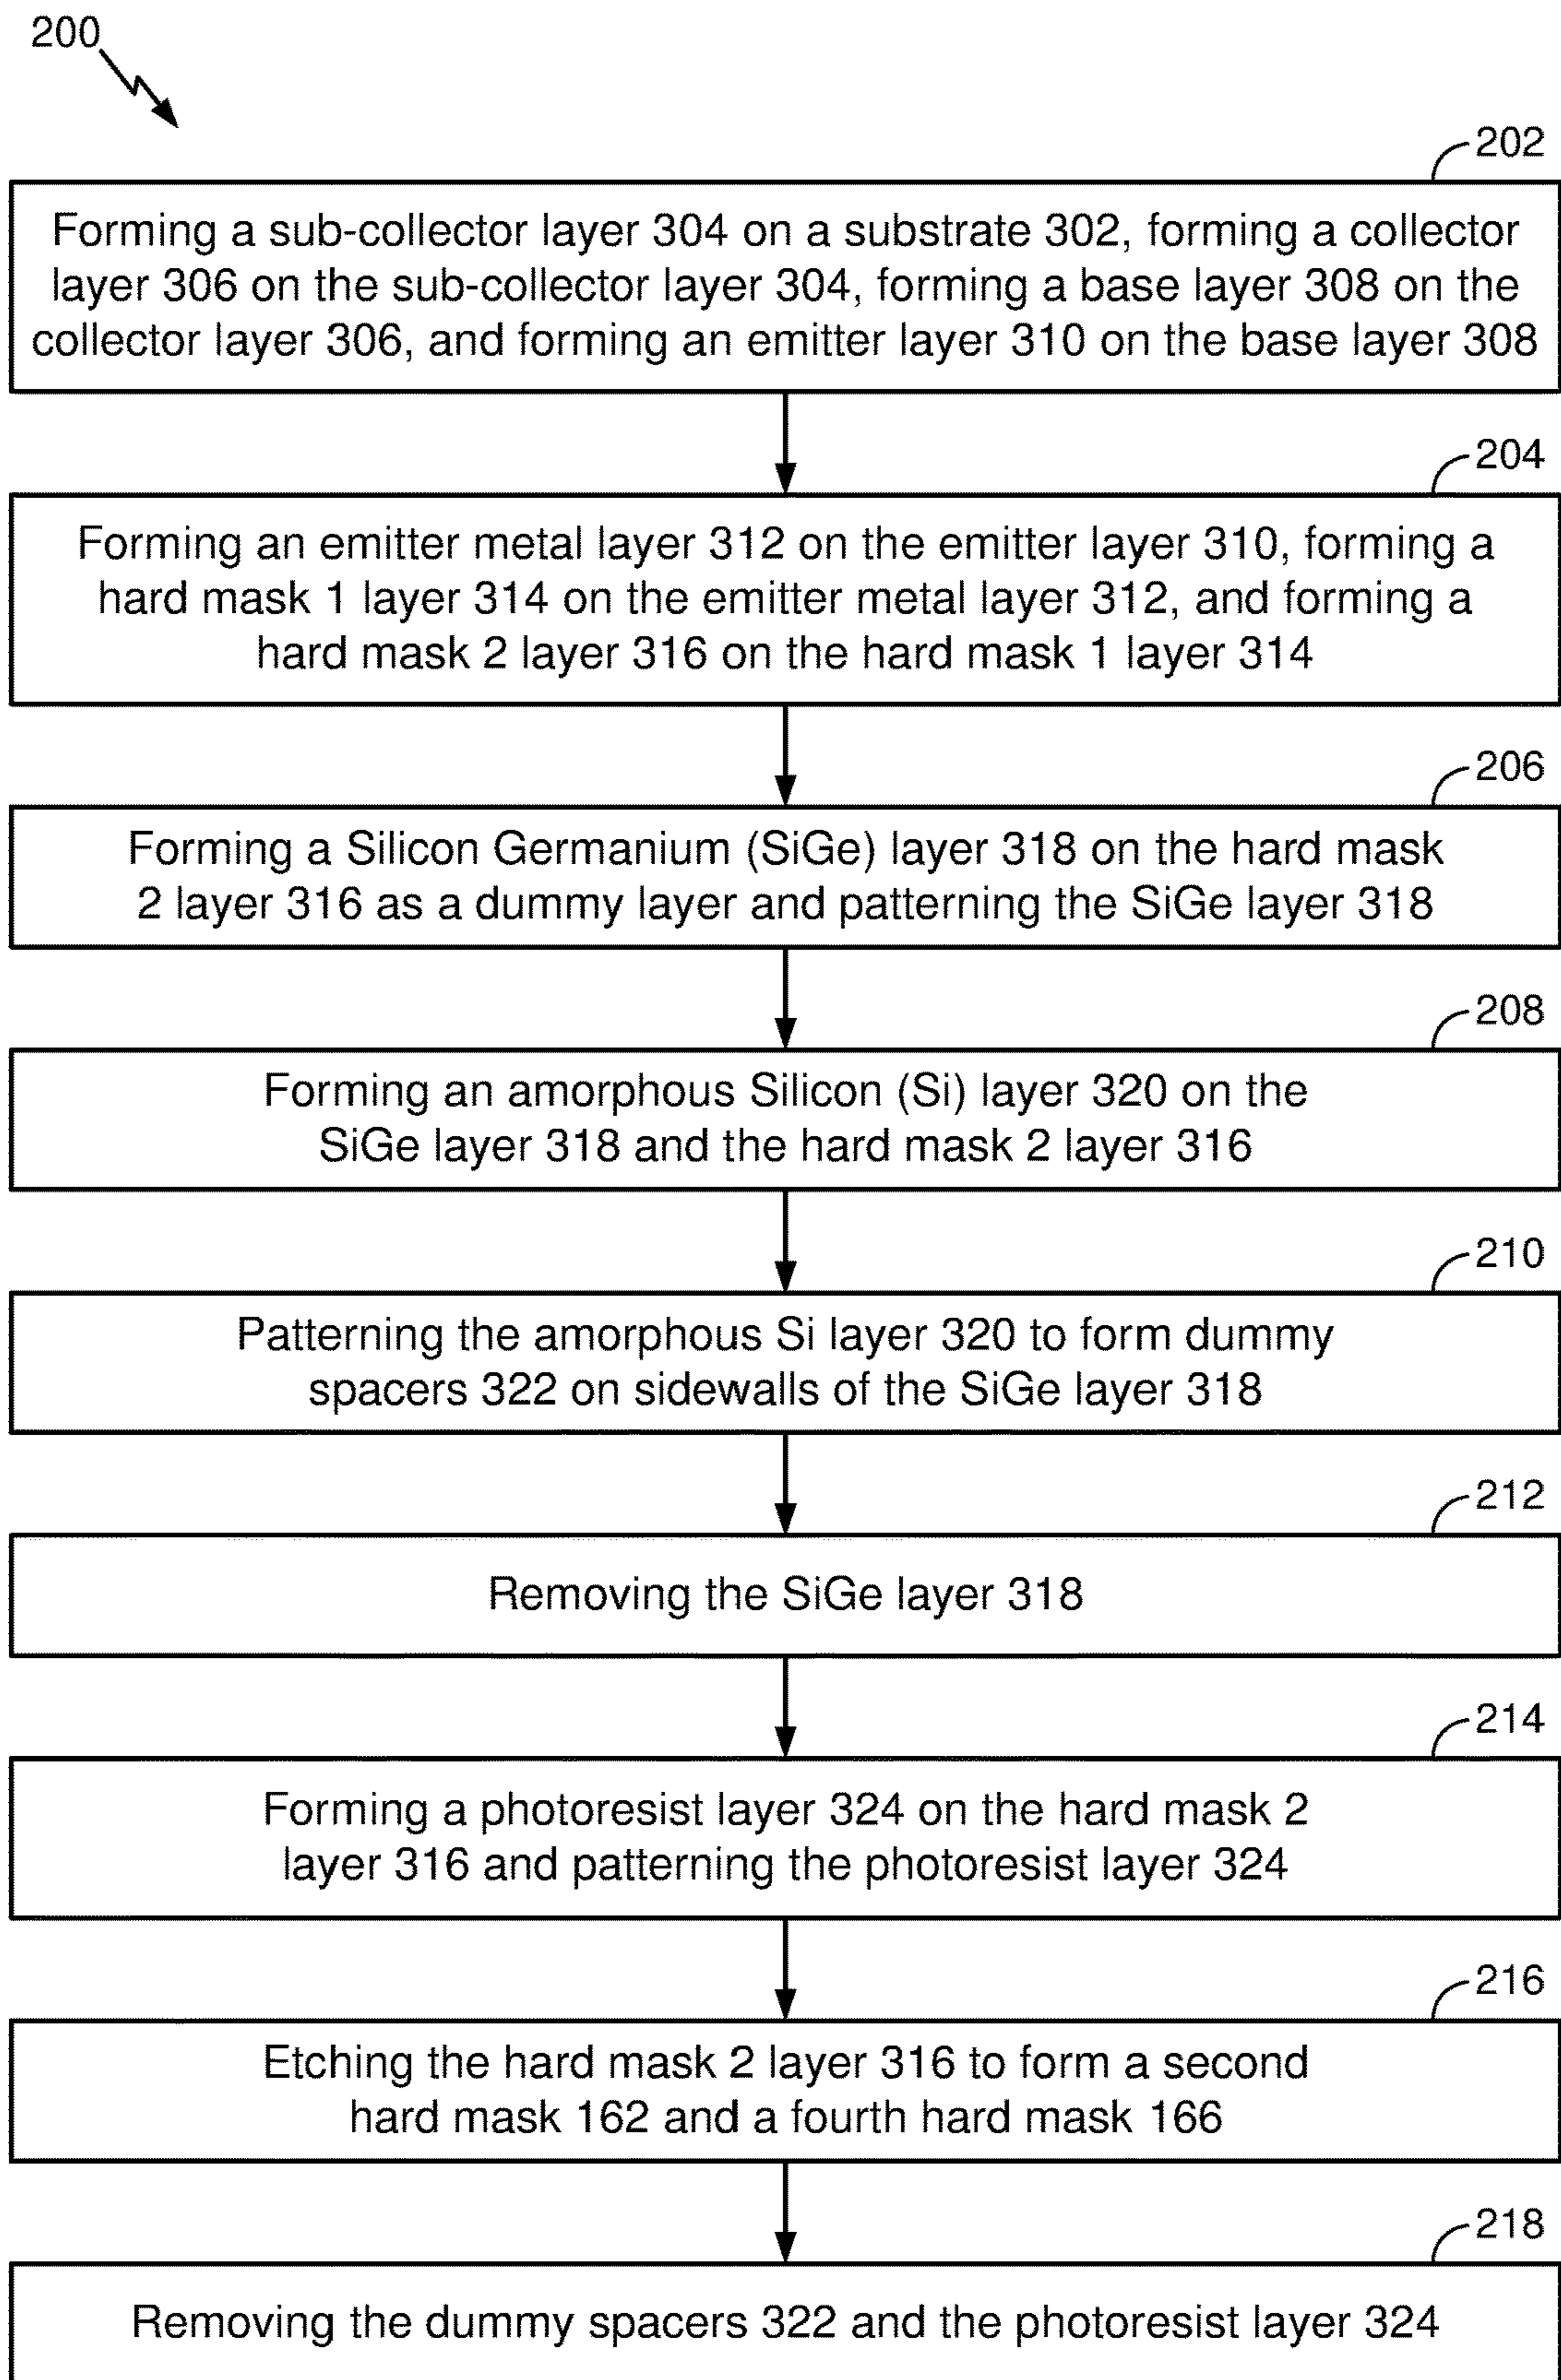 200
202
Forming a sub-collector layer 304 on a substrate 302, forming a collector
layer 306 on the sub-collector layer 304, forming a base layer 308 on the
collector layer 306, and forming an emitter layer 310 on the base layer 308
204
Forming an emitter metal layer 312 on the emitter layer 310, forming a
hard mask 1 layer 314 on the emitter metal layer 312, and forming a
hard mask 2 layer 316 on the hard mask 1 layer 314
206
Forming a Silicon Germanium (SiGe) layer 318 on the hard mask
2 layer 316 as a dummy layer and patterning the SiGe layer 318
208
Forming an amorphous Silicon (Si) layer 320 on the
SiGe layer 318 and the hard mask 2 layer 316
210
Patterning the amorphous Si layer 320 to form dummy
spacers 322 on sidewalls of the SiGe layer 318
212
Removing the SiGe layer 318
214
Forming a photoresist layer 324 on the hard mask 2
layer 316 and patterning the photoresist layer 324
216
Etching the hard mask 2 layer 316 to form a second
hard mask 162 and a fourth hard mask 166
218
Removing the dummy spacers 322 and the photoresist layer 324